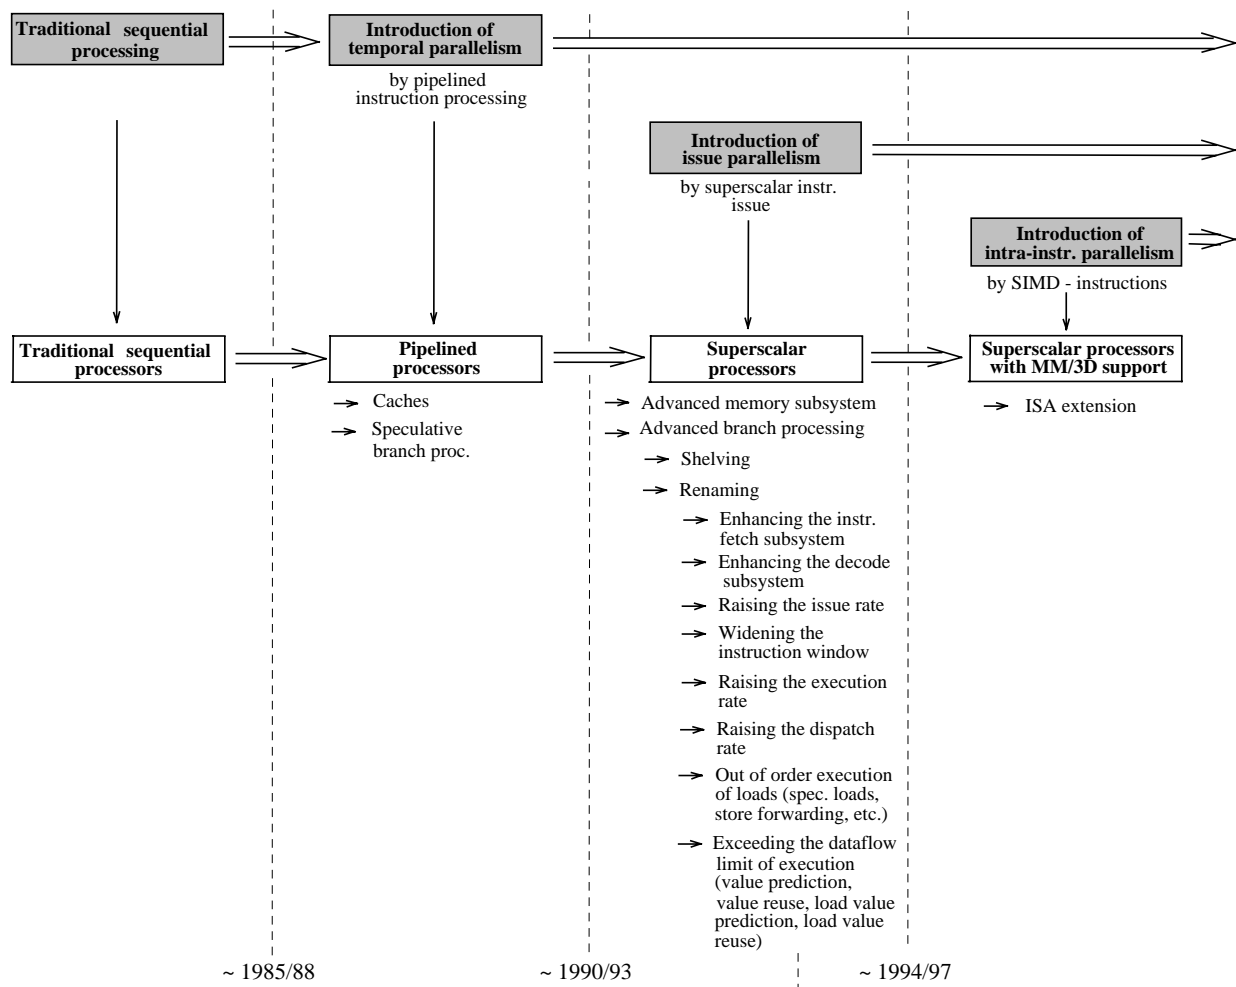 Traditional sequential
processing
Introduction of
temporal parallelism
by pipelined
instruction processing
Introduction of
issue parallelism
by superscalar instr.
issue
Introduction of
intra-instr. parallelism
by SIMD - instructions
Traditional sequential
processors
Pipelined
processors
Superscalar
processors
Superscalar processors
with MM/3D support
Caches
Speculative
branch proc.
Advanced memory subsystem
Advanced branch processing
Shelving
Renaming
Enhancing the instr.
fetch subsystem
Enhancing the decode
subsystem
Raising the issue rate
Widening the
instruction window
Raising the execution
rate
Raising the dispatch
rate
Out of order execution
of loads (spec. loads,
store forwarding, etc.)
Exceeding the dataflow
limit of execution
(value prediction,
value reuse, load value
prediction, load value
reuse)
ISA extension
~ 1985/88
~ 1990/93
~ 1994/97